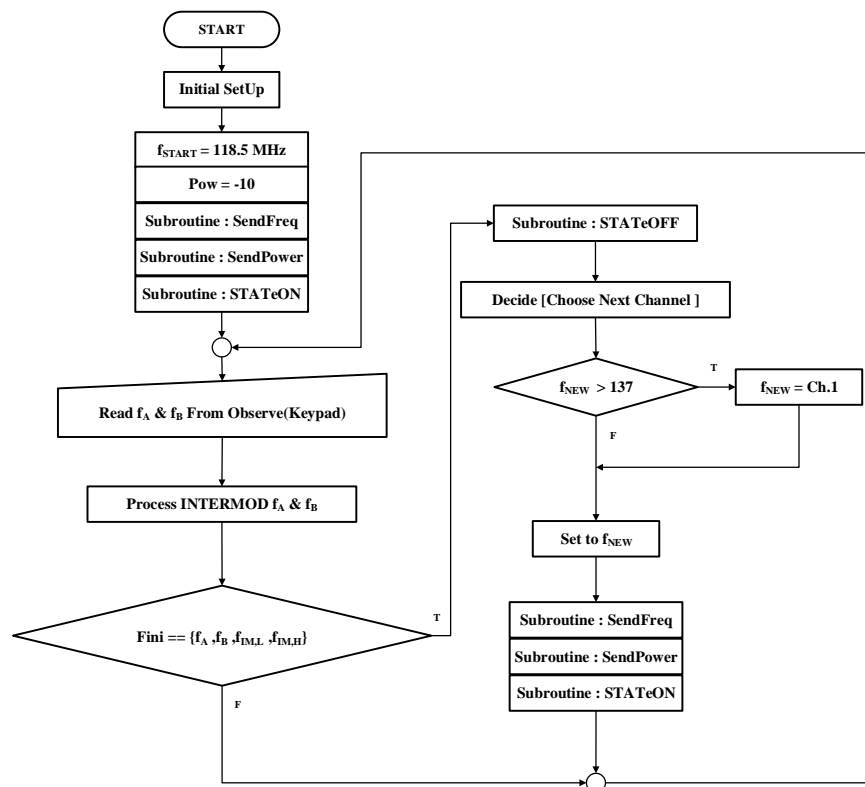 START
Initial SetUp
fSTART = 118.5 MHz
Pow = -10
Subroutine : SendFreq
Subroutine : SendPower
Subroutine : STATeON
Read fA & fB From Observe(Keypad)
Process INTERMOD fA & fB
Fini == {fA ,fB ,fIM,L ,fIM,H}
T
F
Subroutine : STATeOFF
Decide [Choose Next Channel ]
fNEW > 137
T
fNEW = Ch.1
F
Set to fNEW
Subroutine : SendFreq
Subroutine : SendPower
Subroutine : STATeON